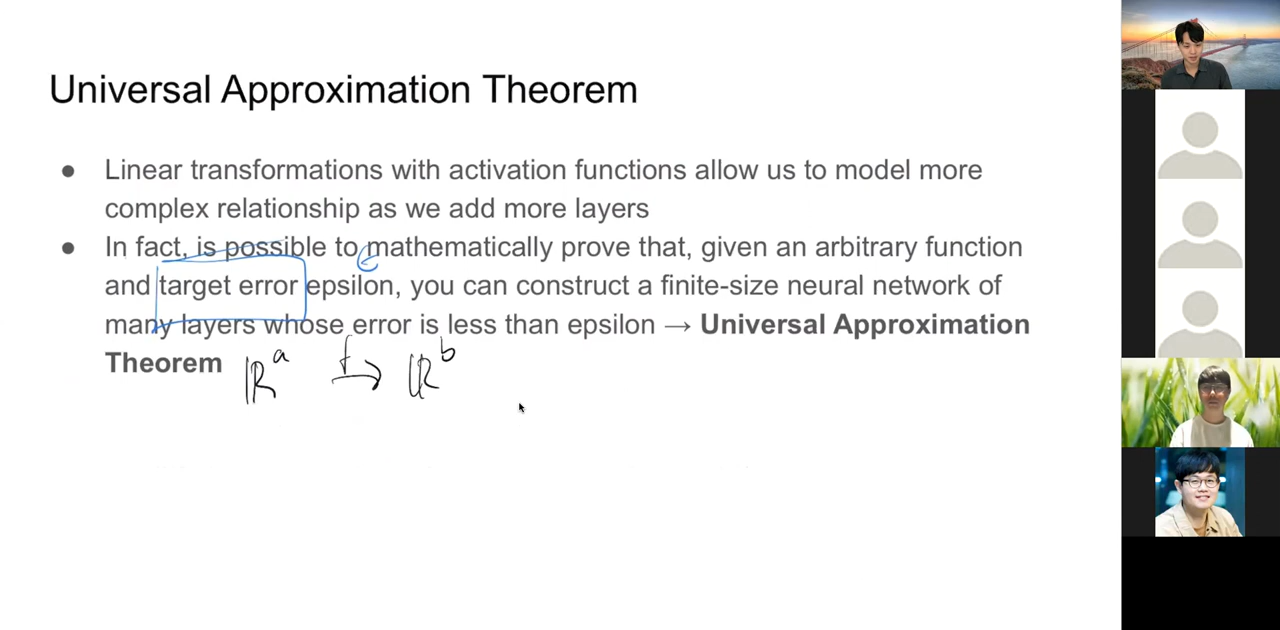 Universal Approximation Theorem
● Linear transformations with activation functions allow us to model more
complex relationship as we add more layers
● In fact, is possible to mathematically prove that, given an arbitrary function
and target error epsilon, you can construct a finite-size neural network of
many layers whose error is less than epsilon → Universal Approximation
Theorem
ℝᵃ f→ ℝᵇ